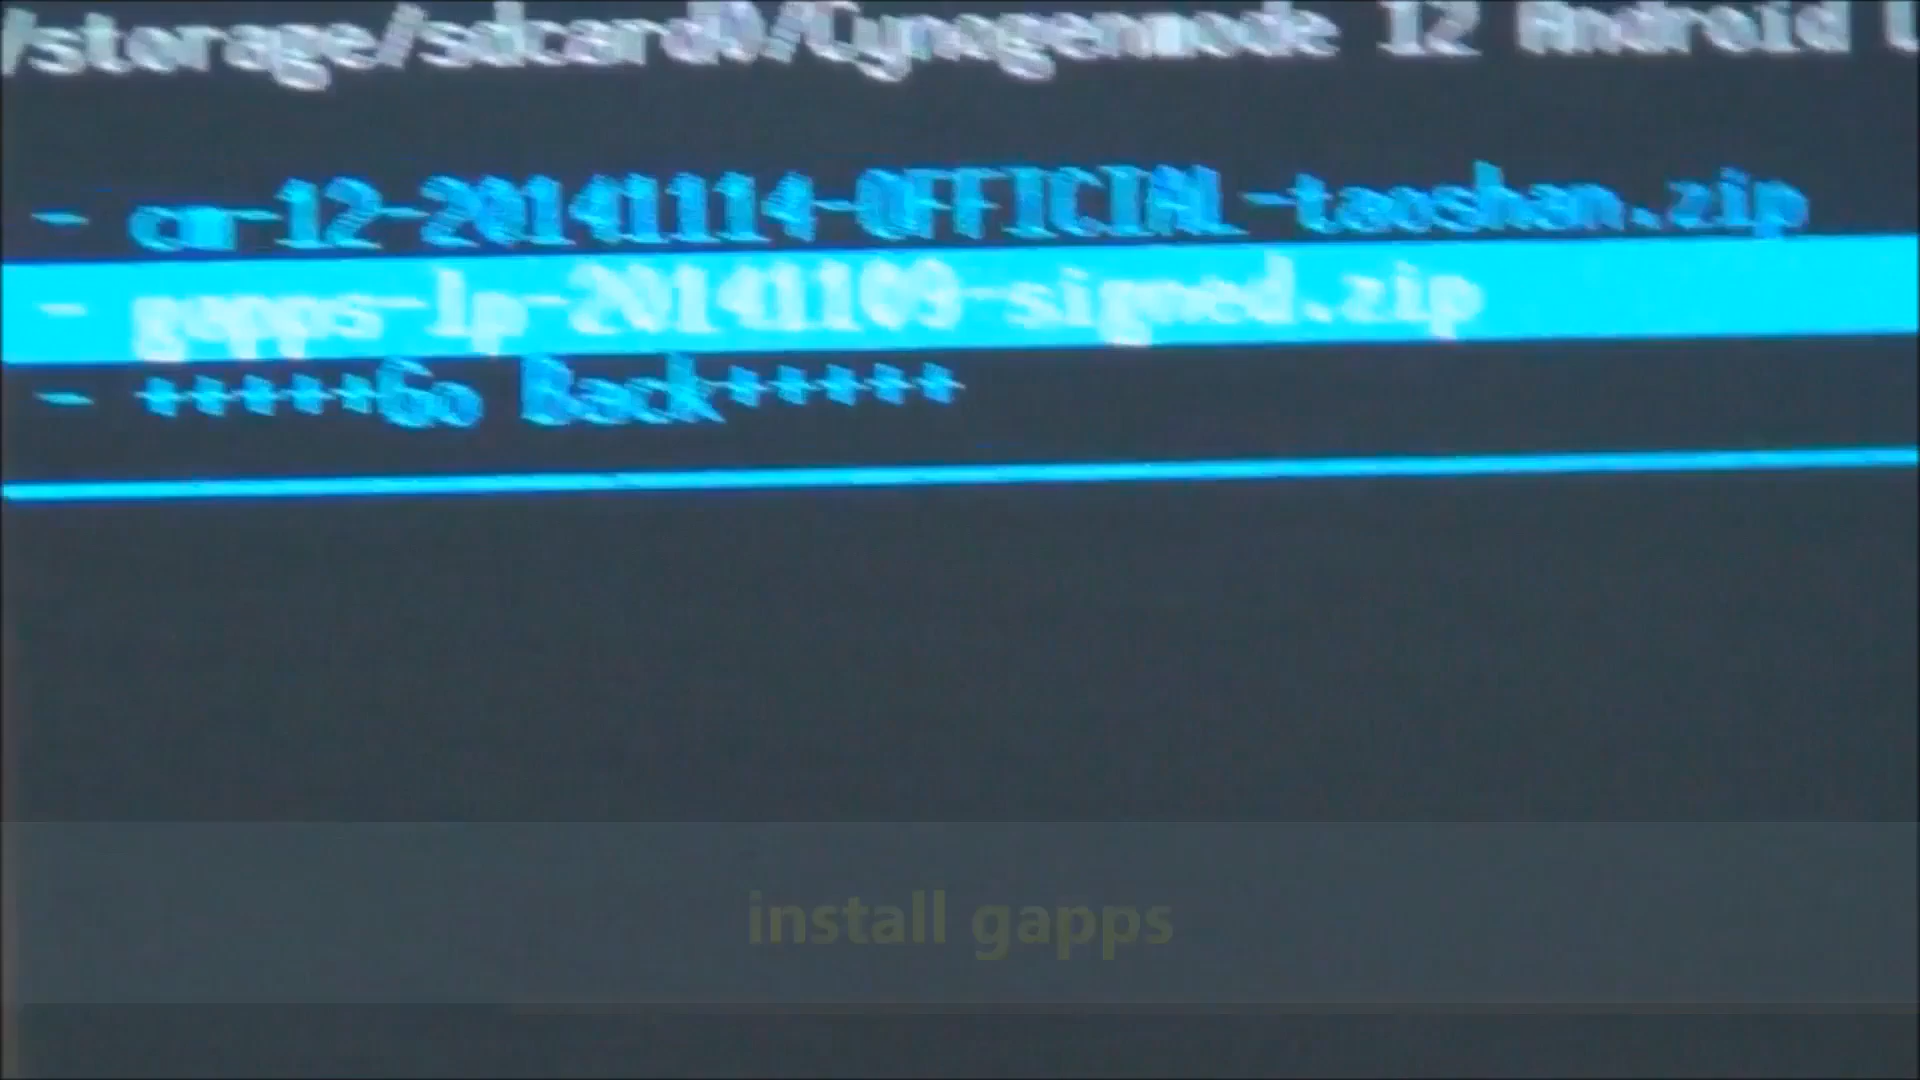 /storage/sdcard0/Cynogenmode 12 Android L
- cm-12-20141114-OFFICIAL-taoshan.zip
- gapps-lp-20141109-signed.zip
- +++++Go Back+++++
install gapps